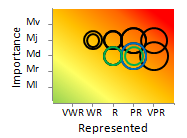 Mv
Mj
Md
Mr
Ml
Importance
VWR WR R PR VPR
Represented